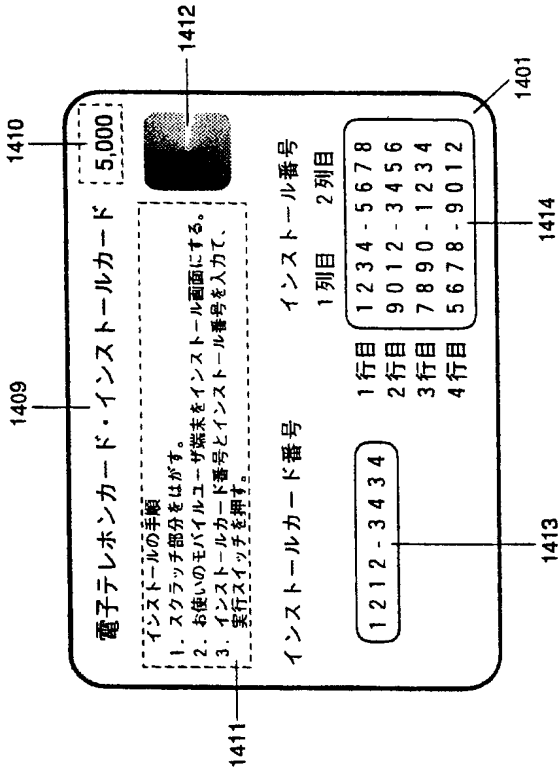 1409
1410
電子テレホンカード・インストールカード
5,000
1411
インストールの手順
1. スクラッチ部分をはがす。
2. お使いのモバイルユーザ端末をインストール画面にする。
3. インストールカード番号とインストール番号を入力て、
実行スイッチを押す。
1412
インストールカード番号
インストール番号
1列目 2列目
1212-3434
1行目 1234-5678
2行目 9012-3456
3行目 7890-1234
4行目 5678-9012
1413
1414
1401